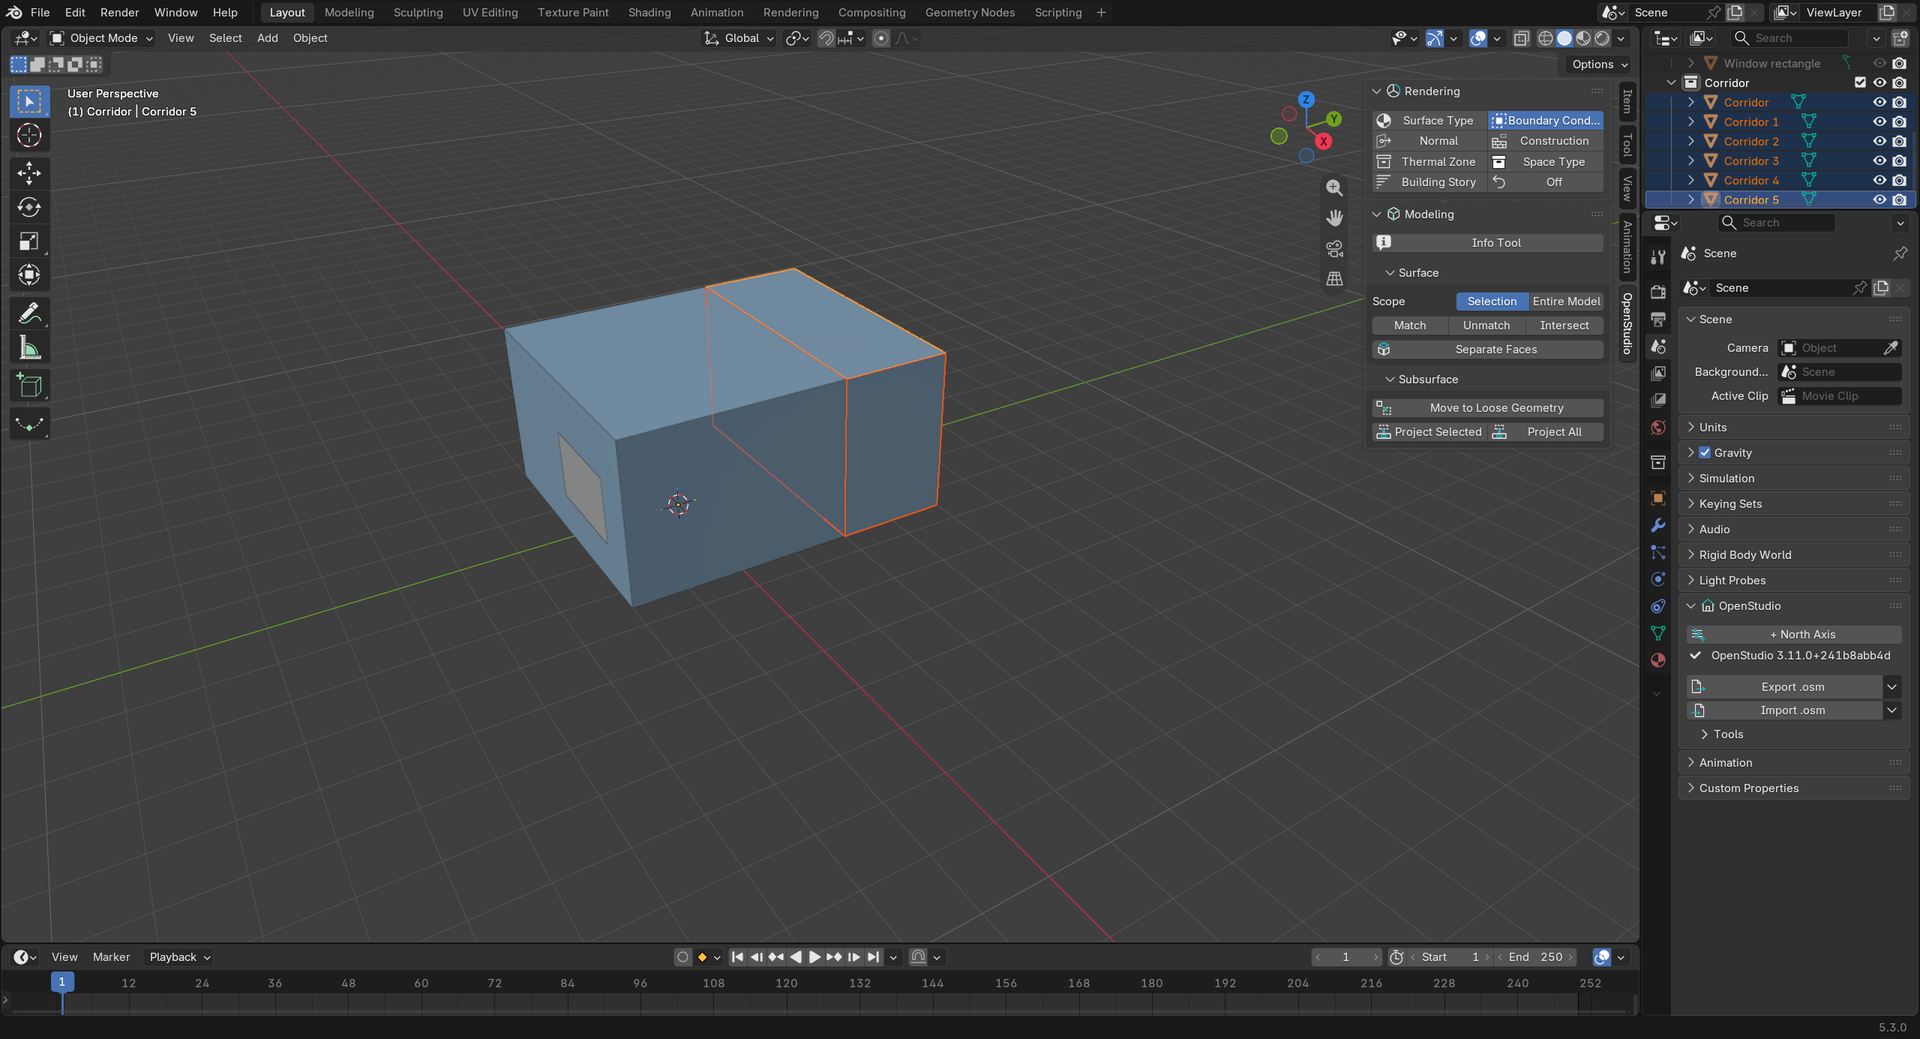 File Edit Render Window Help Layout Modeling Sculpting UV Editing Texture Paint Shading Animation Rendering Compositing Geometry Nodes Scripting + Scene ViewLayer
Object Mode View Select Add Object Global Search
Options
Window rectangle
User Perspective
(1) Corridor | Corridor 5
Corridor
Corridor
Corridor 1
Corridor 2
Corridor 3
Corridor 4
Corridor 5
Z
Y
X
Rendering
Surface Type Boundary Cond...
Normal Construction
Thermal Zone Space Type
Building Story Off
Modeling
Info Tool
Surface
Scope Selection Entire Model
Match Unmatch Intersect
Separate Faces
Subsurface
Move to Loose Geometry
Project Selected Project All
Item
Tool
View
Animation
OpenStudio
Search
Scene
Scene
Scene
Camera Object
Background... Scene
Active Clip Movie Clip
Units
Gravity
Simulation
Keying Sets
Audio
Rigid Body World
Light Probes
OpenStudio
+ North Axis
OpenStudio 3.11.0+241b8abb4d
Export .osm
Import .osm
Tools
Animation
Custom Properties
View Marker Playback 1 Start 1 End 250
1 12 24 36 48 60 72 84 96 108 120 132 144 156 168 180 192 204 216 228 240 252
5.3.0